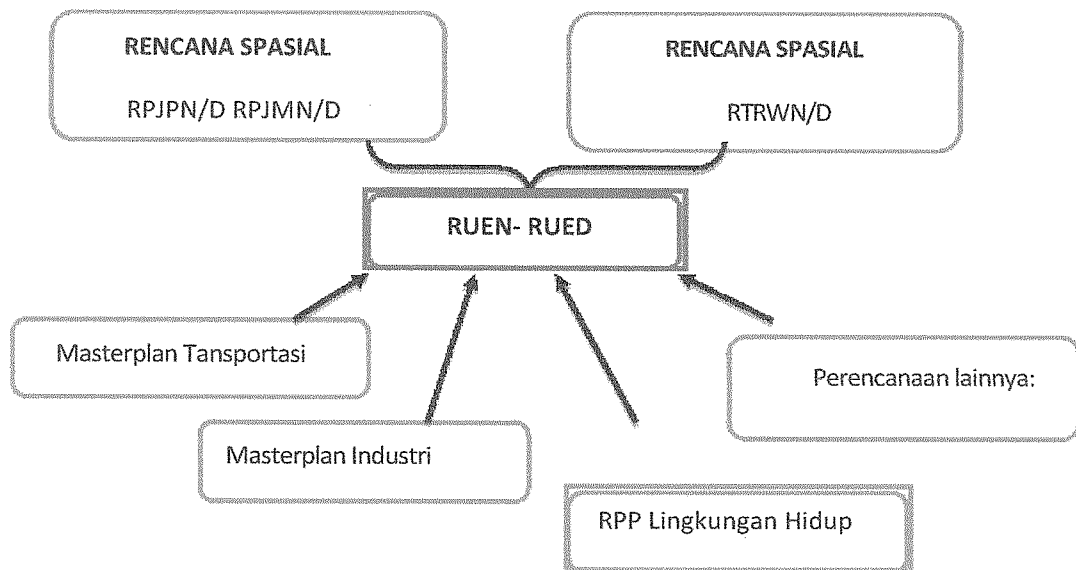 RENCANA SPASIAL
RPJPN/D RPJMN/D
RENCANA SPASIAL
RTRWN/D
RUEN- RUED
Masterplan Tansportasi
Perencanaan lainnya:
Masterplan Industri
RPP Lingkungan Hidup